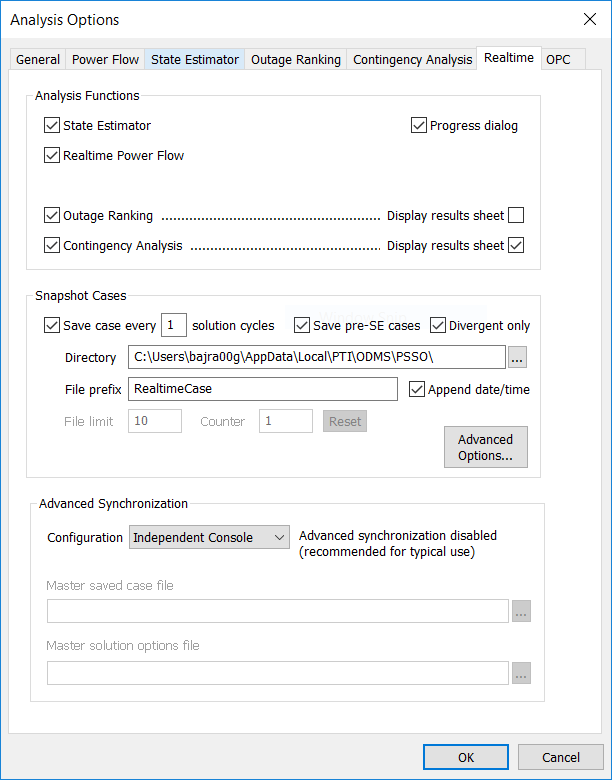 Analysis Options
General Power Flow State Estimator Outage Ranking Contingency Analysis Realtime OPC
Analysis Functions
State Estimator Progress dialog
Realtime Power Flow
Outage Ranking Display results sheet
Contingency Analysis Display results sheet
Snapshot Cases
Save case every 1 solution cycles Save pre-SE cases Divergent only
Directory C:\Users\bajra00g\AppData\Local\PTI\ODMS\PSSO\ ...
File prefix RealtimeCase Append date/time
File limit 10 Counter 1 Reset
Advanced
Options...
Advanced Synchronization
Configuration Independent Console Advanced synchronization disabled
(recommended for typical use)
Master saved case file
...
Master solution options file
...
OK Cancel